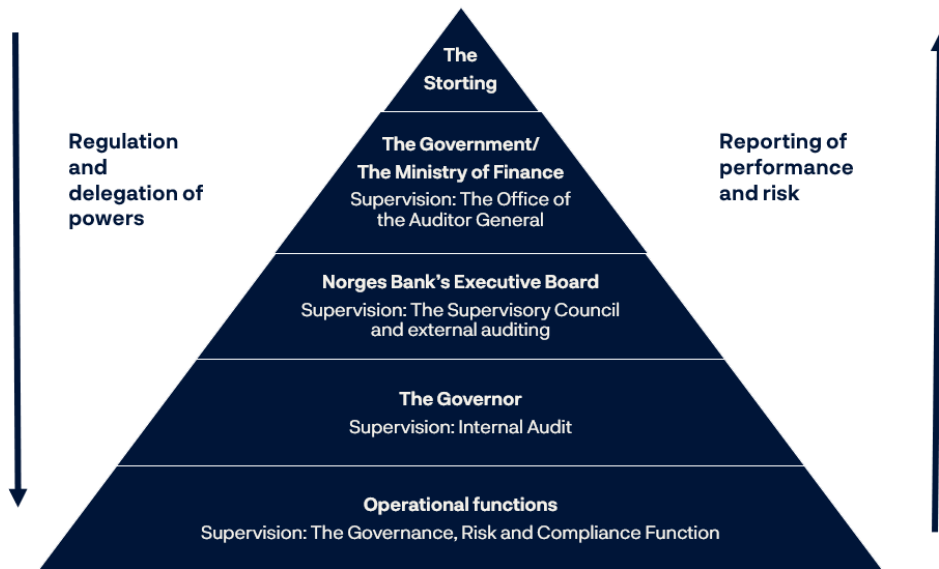 The
Storting
Regulation
and
delegation of
powers
The Government/
The Ministry of Finance
Supervision: The Office of
the Auditor General
Reporting of
performance
and risk
Norges Bank's Executive Board
Supervision: The Supervisory Council
and external auditing
The Governor
Supervision: Internal Audit
Operational functions
Supervision: The Governance, Risk and Compliance Function